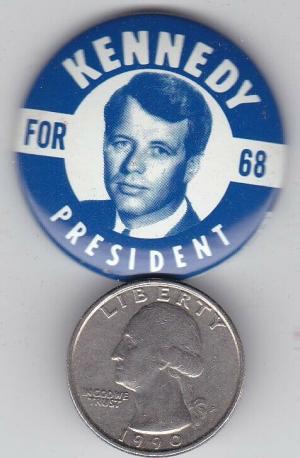 KENNEDY
FOR 68
PRESIDENT
LIBERTY
IN GOD WE
TRUST
1990